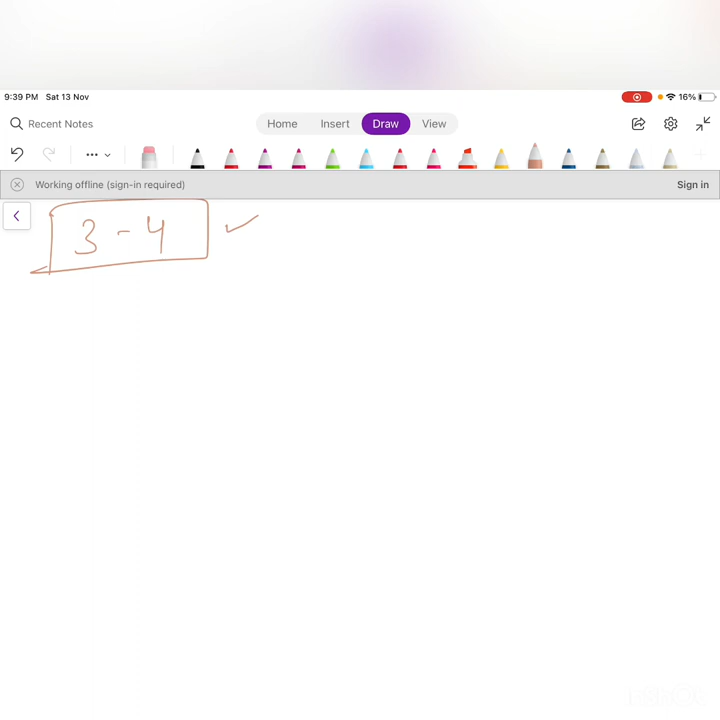 9:39 PM Sat 13 Nov 16%
Recent Notes Home Insert Draw View
Working offline (sign-in required) Sign in
3 - 4